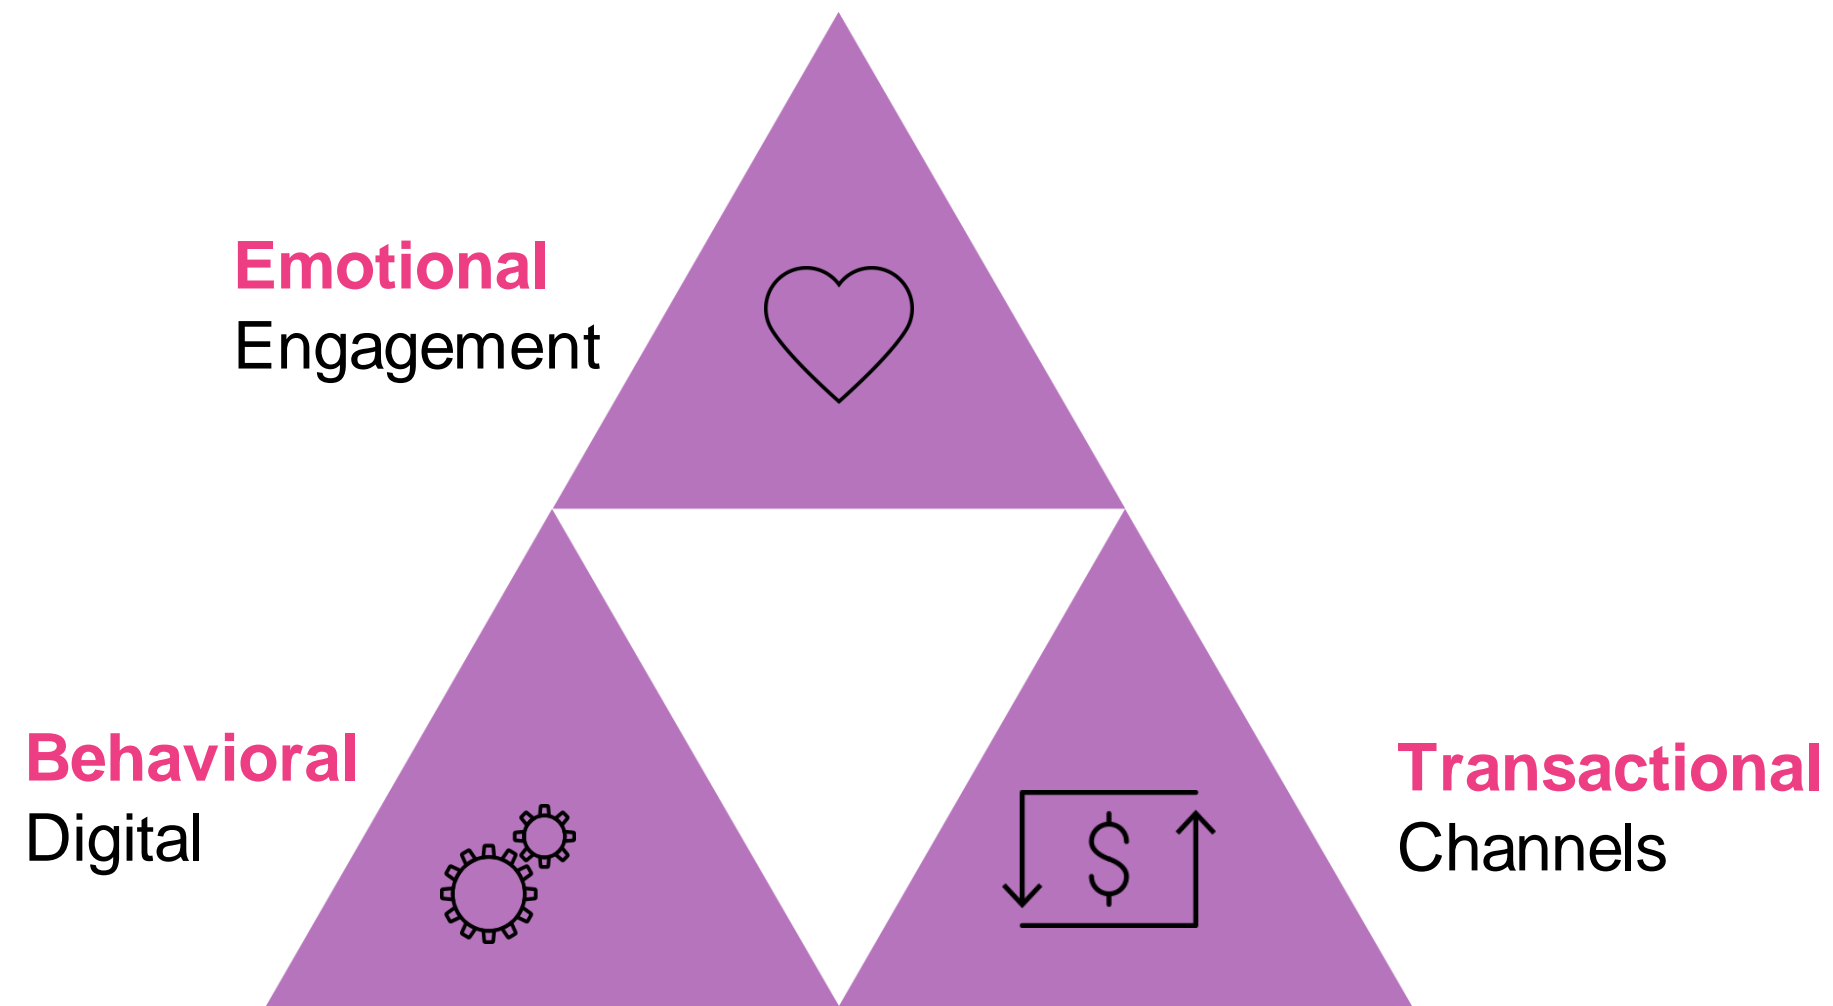 Emotional
Engagement
Behavioral
Digital
Transactional
Channels
$